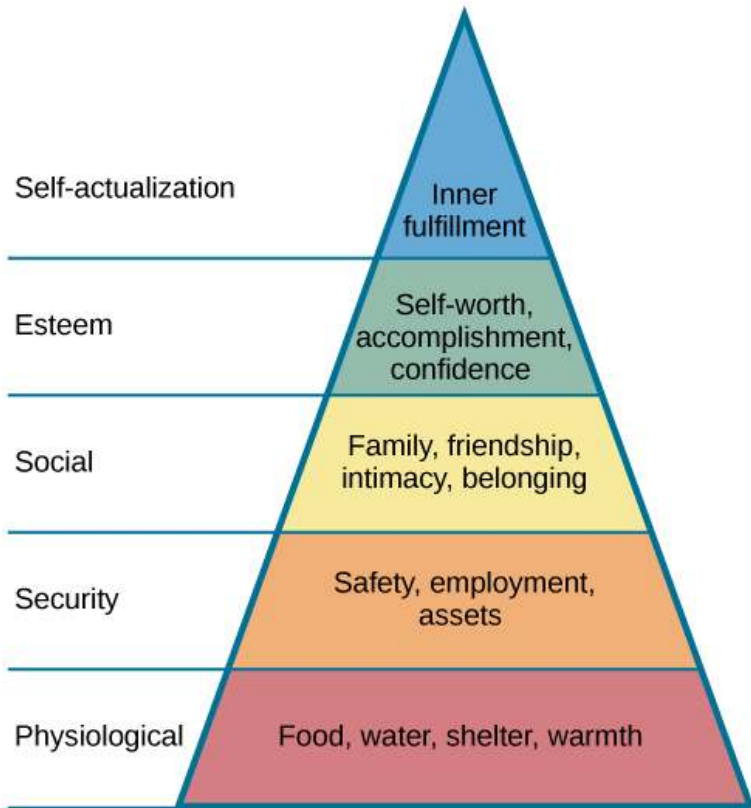 Self-actualization
Inner
fulfillment
Esteem
Self-worth,
accomplishment,
confidence
Social
Family, friendship,
intimacy, belonging
Security
Safety, employment,
assets
Physiological
Food, water, shelter, warmth